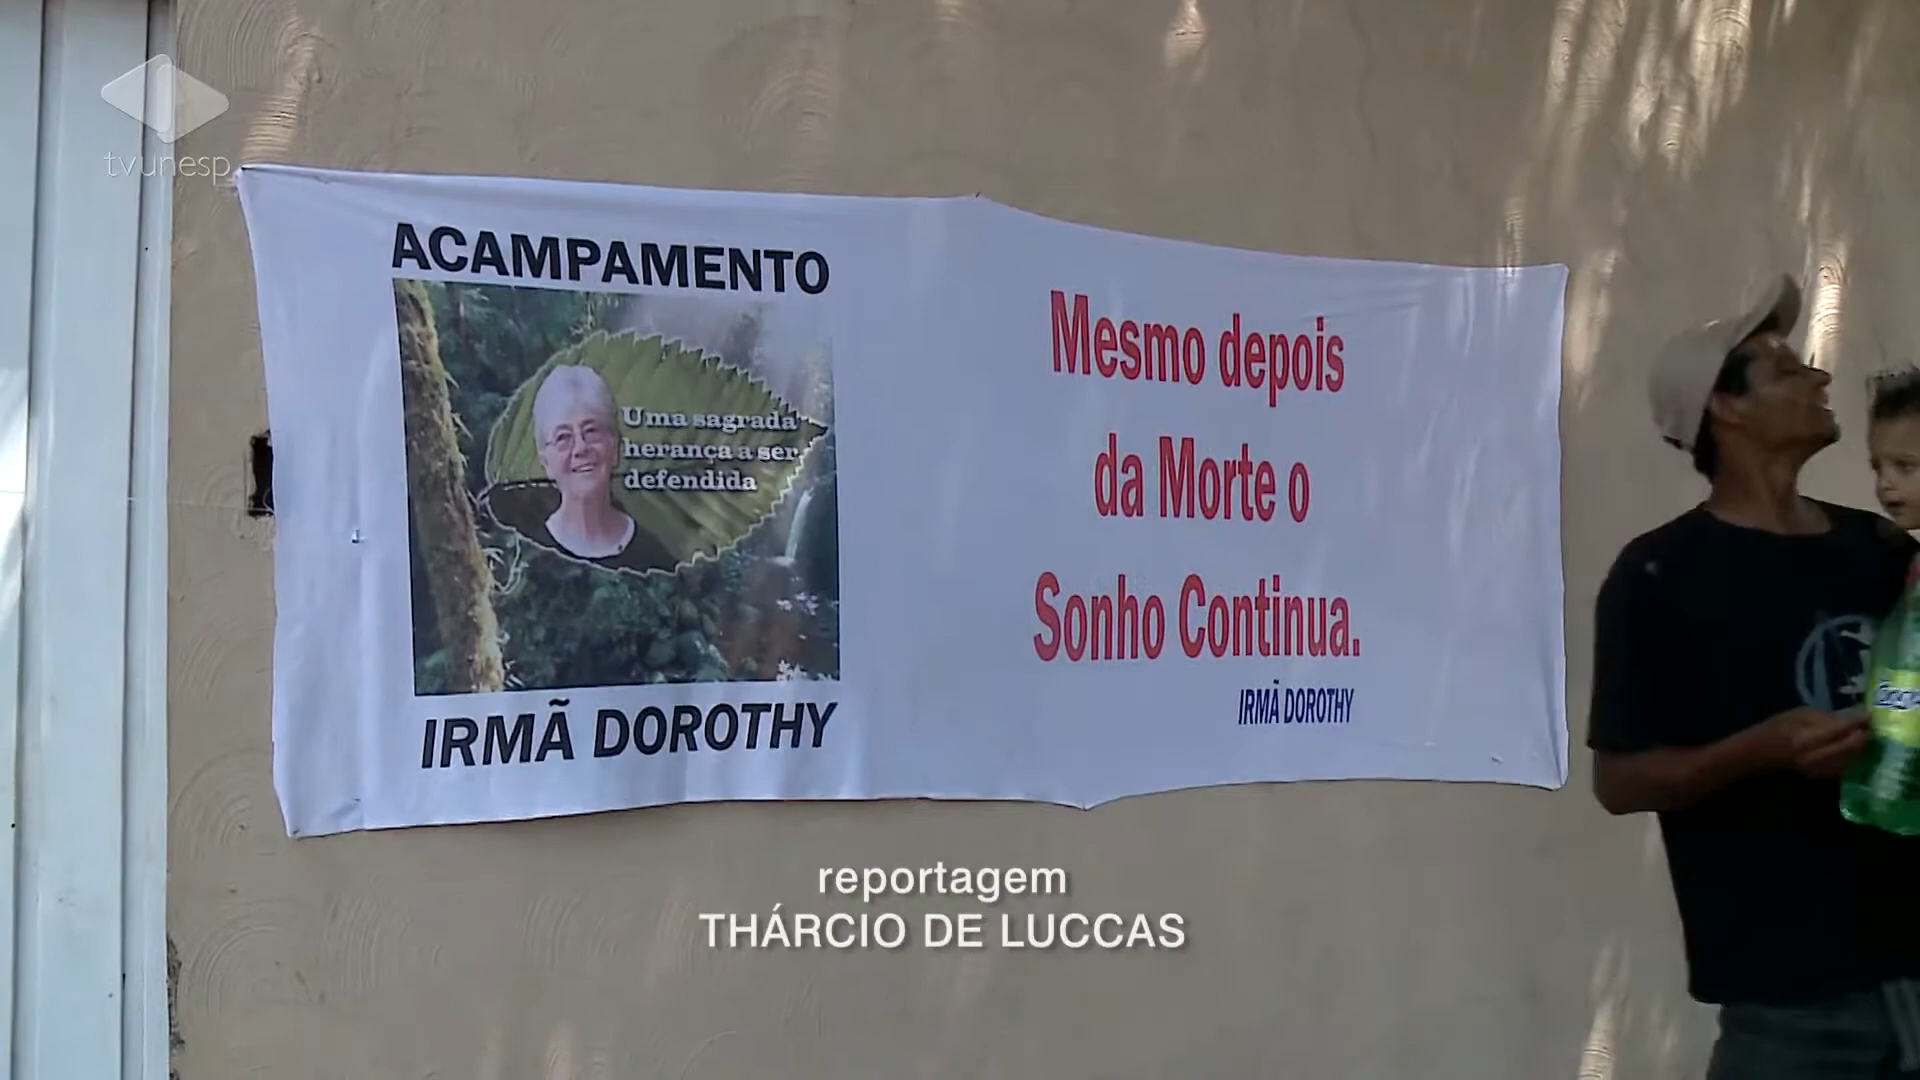 tvunesp
ACAMPAMENTO
Uma sagrada
herança a ser
defendida
IRMÃ DOROTHY
Mesmo depois
da Morte o
Sonho Continua.
IRMÃ DOROTHY
reportagem
THÁRCIO DE LUCCAS